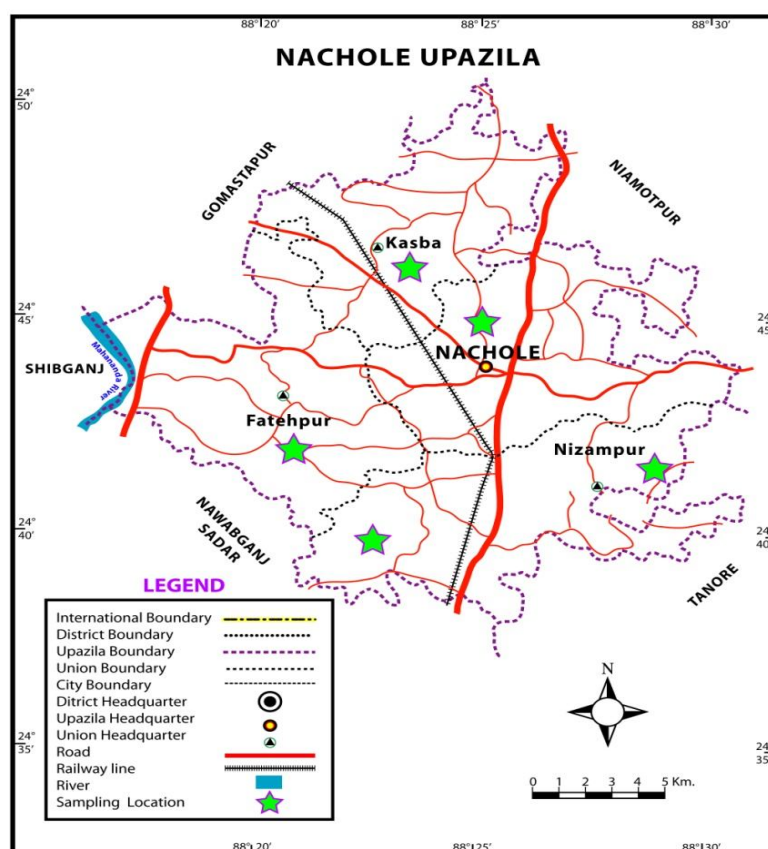 88° 20' 88° 25' 88° 30'
NACHOLE UPAZILA
24°
50'
GOMASTAPUR
NIAMOTPUR
Kasba
24°
45'
24
45
SHIBGANJ
Mahananda River
NACHOLE
Fatehpur
Nizampur
24°
40'
24
40
NAWABGANJ
SADAR
TANORE
LEGEND
International Boundary
District Boundary
Upazila Boundary
Union Boundary
City Boundary
Ditrict Headquarter
Upazila Headquarter
Union Headquarter
Road
Railway line
River
Sampling Location
N
24°
35'
24
35
0 1 2 3 4 5 Km.
88° 20' 88° 25' 88° 30'